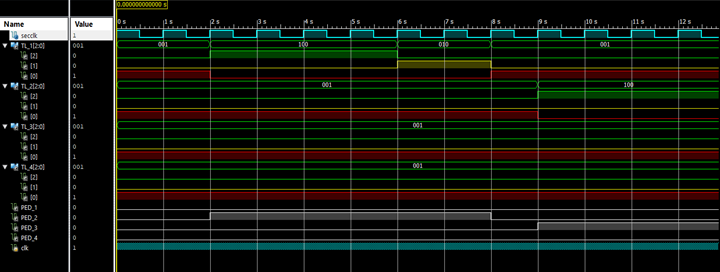 0.000000000000 s
Name Value 0 s 1 s 2 s 3 s 4 s 5 s 6 s 7 s 8 s 9 s 10 s 11 s 12 s
secclk 1
TL_1[2:0] 001 001 100 010 001
[2] 0
[1] 0
[0] 1
TL_2[2:0] 001 001 100
[2] 0
[1] 0
[0] 1
TL_3[2:0] 001 001
[2] 0
[1] 0
[0] 1
TL_4[2:0] 001 001
[2] 0
[1] 0
[0] 1
PED_1 0
PED_2 0
PED_3 0
PED_4 0
clk 1